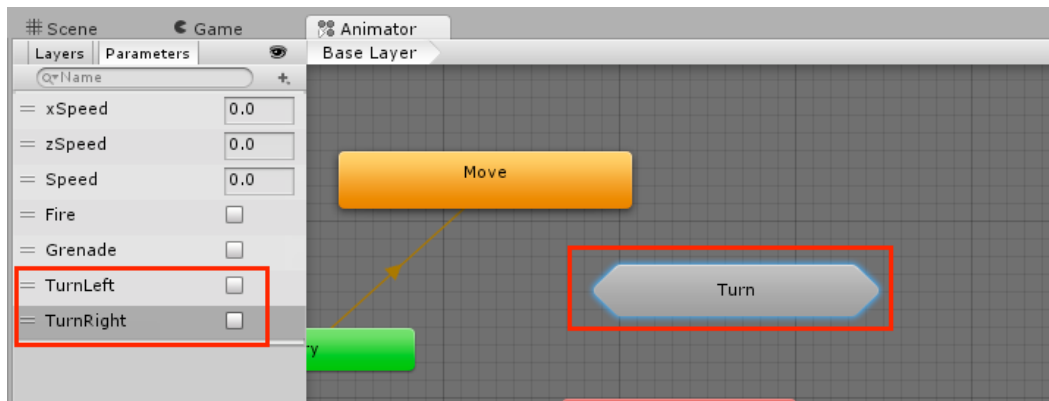 Scene Game Animator
Layers Parameters Base Layer
Name
xSpeed 0.0
zSpeed 0.0
Speed 0.0
Move
Fire
Grenade
TurnLeft
Turn
TurnRight
ry